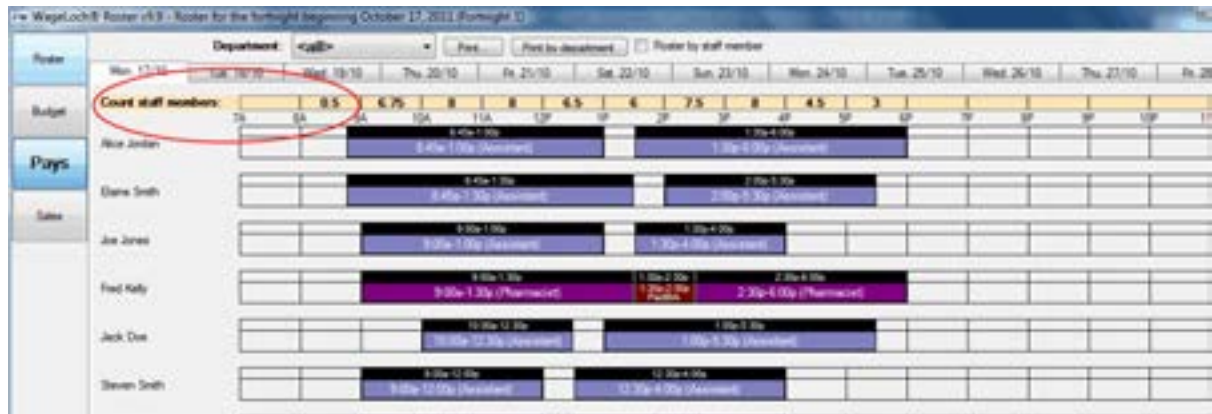 WageLoch® Roster v9.9 - Roster for the fortnight beginning October 17, 2011 (Fortnight 1)
Roster
Budget
Pays
Sales
Department: <all> Print... Print by department... Roster by staff member
Mon. 17/10 Tue. 18/10 Wed. 19/10 Thu. 20/10 Fri. 21/10 Sat. 22/10 Sun. 23/10 Mon. 24/10 Tue. 25/10 Wed. 26/10 Thu. 27/10 Fri. 28
Count staff members: 0.5 6.75 8 8 6.5 6 7.5 8 4.5 3
7A 8A 9A 10A 11A 12P 1P 2P 3P 4P 5P 6P 7P 8P 9P 10P
Alice Jordan
8:45a-1:00p
8:45a-1:00p (Assistant) 1:30p-6:00p (Assistant)
Elaine Smith
8:45a-1:30p 2:00p-5:30p
8:45a-1:30p (Assistant) 2:00p-5:30p (Assistant)
Joe Jones
9:00a-1:00p 1:30p-4:00p
9:00a-1:00p (Assistant) 1:30p-4:00p (Assistant)
Fred Kelly
9:00a-1:30p 1:30p-2:30p
9:00a-1:30p (Pharmacist) 1:30p-2:30p 2:30p-6:00p (Pharmacist)
Jack Doe
10:00a-12:30p 1:00p-5:30p
10:00a-12:30p (Assistant) 1:00p-5:30p (Assistant)
Steven Smith
9:00a-12:00p 12:30p-4:00p
9:00a-12:00p (Assistant) 12:30p-4:00p (Assistant)